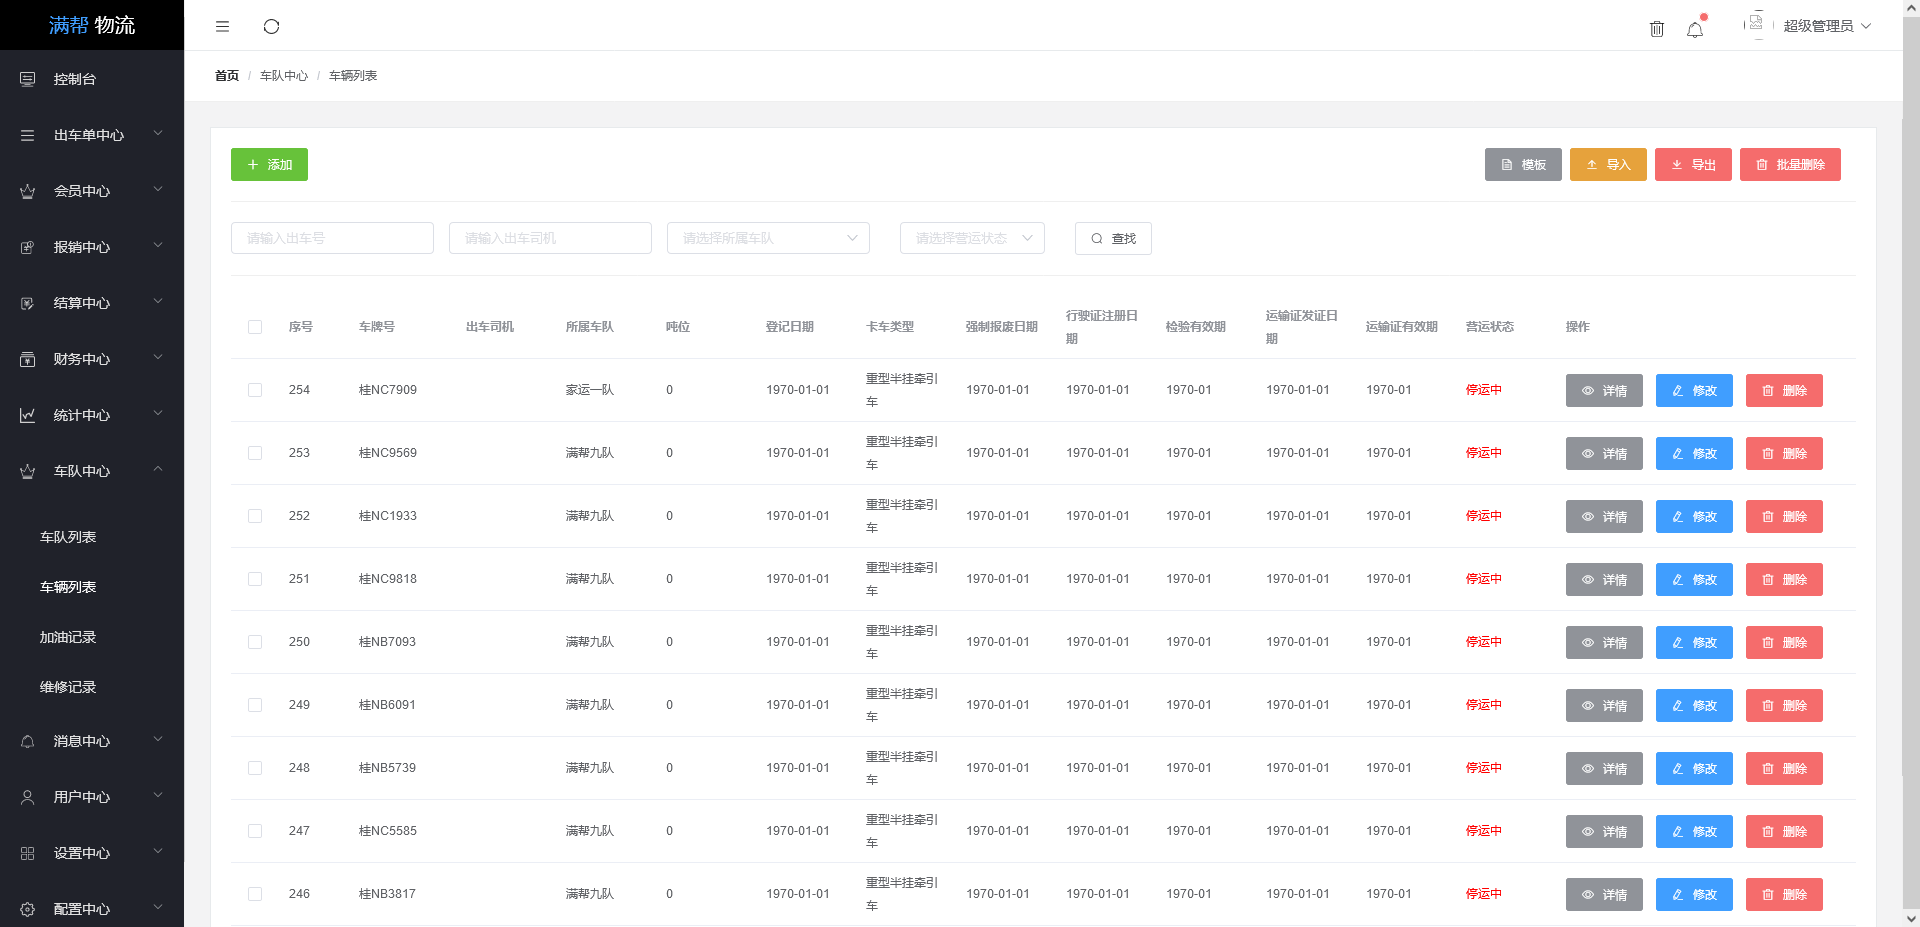 满帮 物流
超级管理员
首页 / 车队中心 / 车辆列表
控制台
出车单中心
会员中心
报销中心
结算中心
财务中心
统计中心
车队中心
车队列表
车辆列表
加油记录
维修记录
消息中心
用户中心
设置中心
配置中心
添加 模板 导入 导出 批量删除
请输入出车号 请输入出车司机 请选择所属车队 请选择营运状态 查找
序号 车牌号 出车司机 所属车队 吨位 登记日期 卡车类型 强制报废日期 行驶证注册日期 检验有效期 运输证发证日期 运输证有效期 营运状态 操作
254 桂NC7909 家运一队 0 1970-01-01 重型半挂牵引车 1970-01-01 1970-01-01 1970-01 1970-01-01 1970-01 停运中 详情 修改 删除
253 桂NC9569 满帮九队 0 1970-01-01 重型半挂牵引车 1970-01-01 1970-01-01 1970-01 1970-01-01 1970-01 停运中 详情 修改 删除
252 桂NC1933 满帮九队 0 1970-01-01 重型半挂牵引车 1970-01-01 1970-01-01 1970-01 1970-01-01 1970-01 停运中 详情 修改 删除
251 桂NC9818 满帮九队 0 1970-01-01 重型半挂牵引车 1970-01-01 1970-01-01 1970-01 1970-01-01 1970-01 停运中 详情 修改 删除
250 桂NB7093 满帮九队 0 1970-01-01 重型半挂牵引车 1970-01-01 1970-01-01 1970-01 1970-01-01 1970-01 停运中 详情 修改 删除
249 桂NB6091 满帮九队 0 1970-01-01 重型半挂牵引车 1970-01-01 1970-01-01 1970-01 1970-01-01 1970-01 停运中 详情 修改 删除
248 桂NB5739 满帮九队 0 1970-01-01 重型半挂牵引车 1970-01-01 1970-01-01 1970-01 1970-01-01 1970-01 停运中 详情 修改 删除
247 桂NC5585 满帮九队 0 1970-01-01 重型半挂牵引车 1970-01-01 1970-01-01 1970-01 1970-01-01 1970-01 停运中 详情 修改 删除
246 桂NB3817 满帮九队 0 1970-01-01 重型半挂牵引车 1970-01-01 1970-01-01 1970-01 1970-01-01 1970-01 停运中 详情 修改 删除